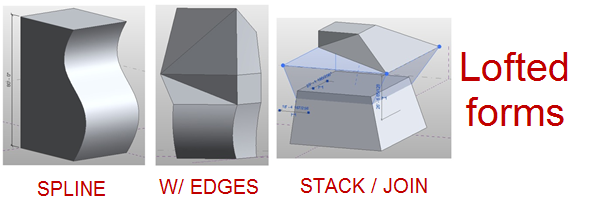 Lofted
forms
SPLINE
W/ EDGES
STACK / JOIN